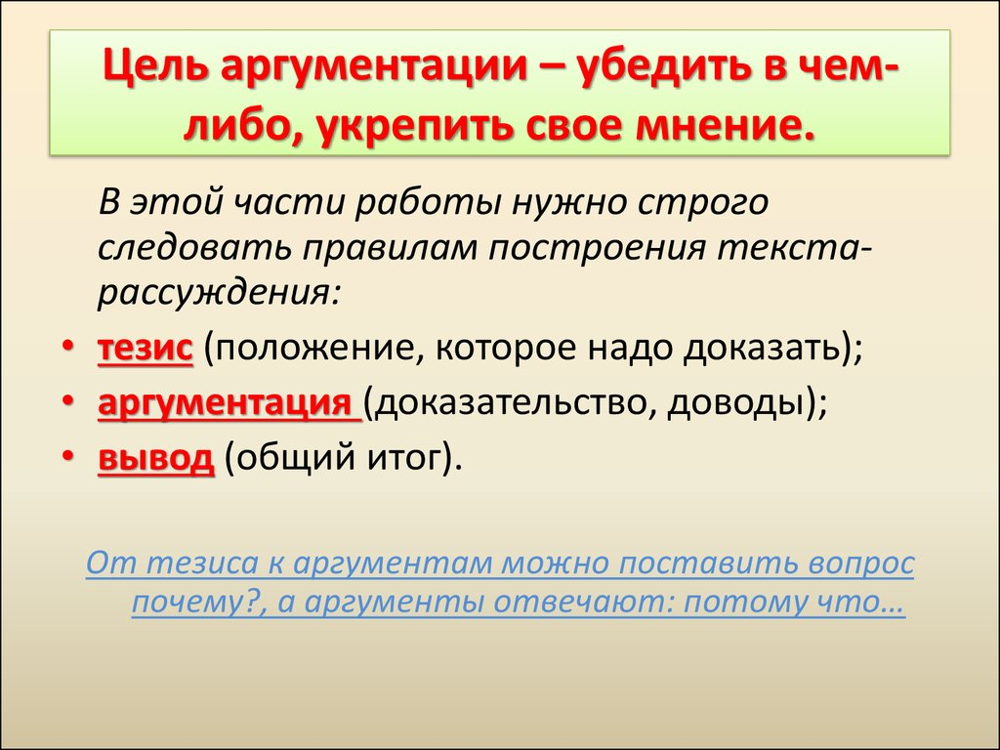 Цель аргументации – убедить в чем-
либо, укрепить свое мнение.
В этой части работы нужно строго
следовать правилам построения текста-
рассуждения:
• тезис (положение, которое надо доказать);
• аргументация (доказательство, доводы);
• вывод (общий итог).
От тезиса к аргументам можно поставить вопрос
почему?, а аргументы отвечают: потому что…